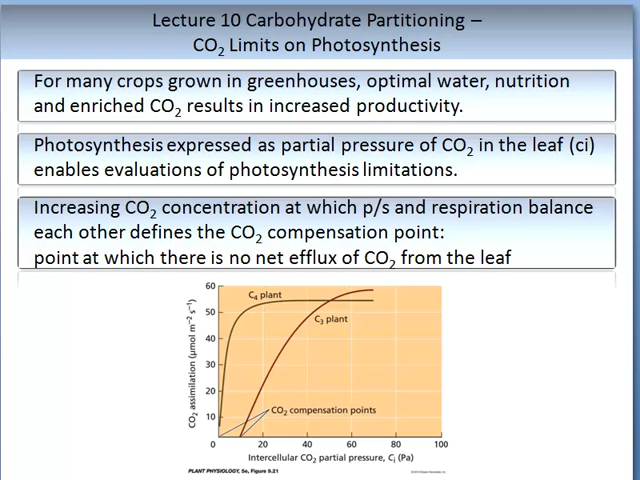 Lecture 10 Carbohydrate Partitioning –
CO₂ Limits on Photosynthesis
For many crops grown in greenhouses, optimal water, nutrition
and enriched CO₂ results in increased productivity.
Photosynthesis expressed as partial pressure of CO₂ in the leaf (ci)
enables evaluations of photosynthesis limitations.
Increasing CO₂ concentration at which p/s and respiration balance
each other defines the CO₂ compensation point:
point at which there is no net efflux of CO₂ from the leaf
CO₂ assimilation (μmol m⁻² s⁻¹)
60
50
40
30
20
10
C₄ plant
C₃ plant
CO₂ compensation points
0 20 40 60 80 100
Intercellular CO₂ partial pressure, Cᵢ (Pa)
PLANT PHYSIOLOGY, 5e, Figure 9.21